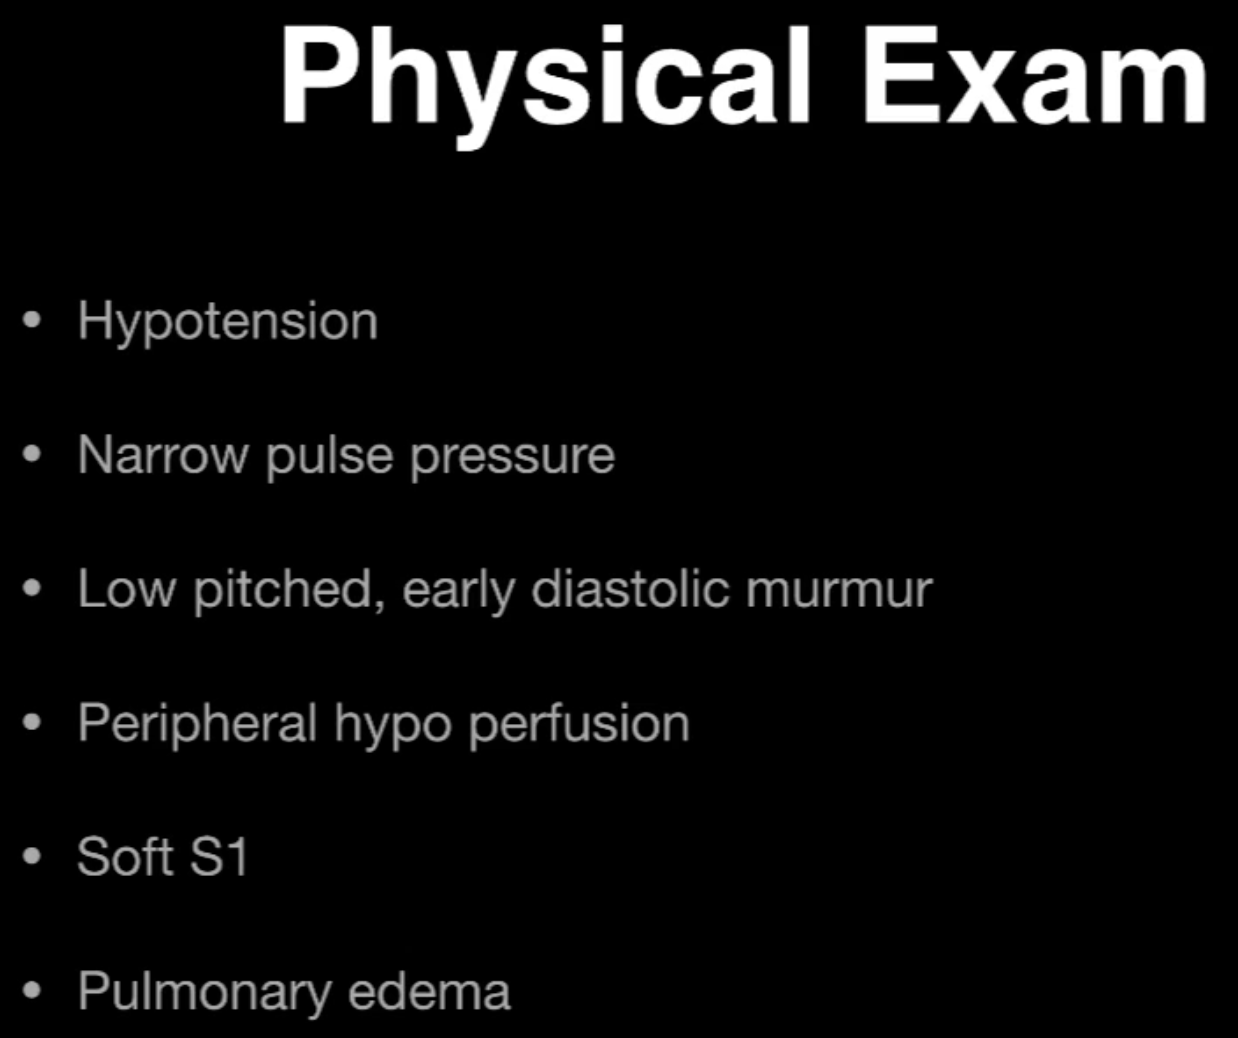 Physical Exam
• Hypotension
• Narrow pulse pressure
• Low pitched, early diastolic murmur
• Peripheral hypo perfusion
• Soft S1
• Pulmonary edema